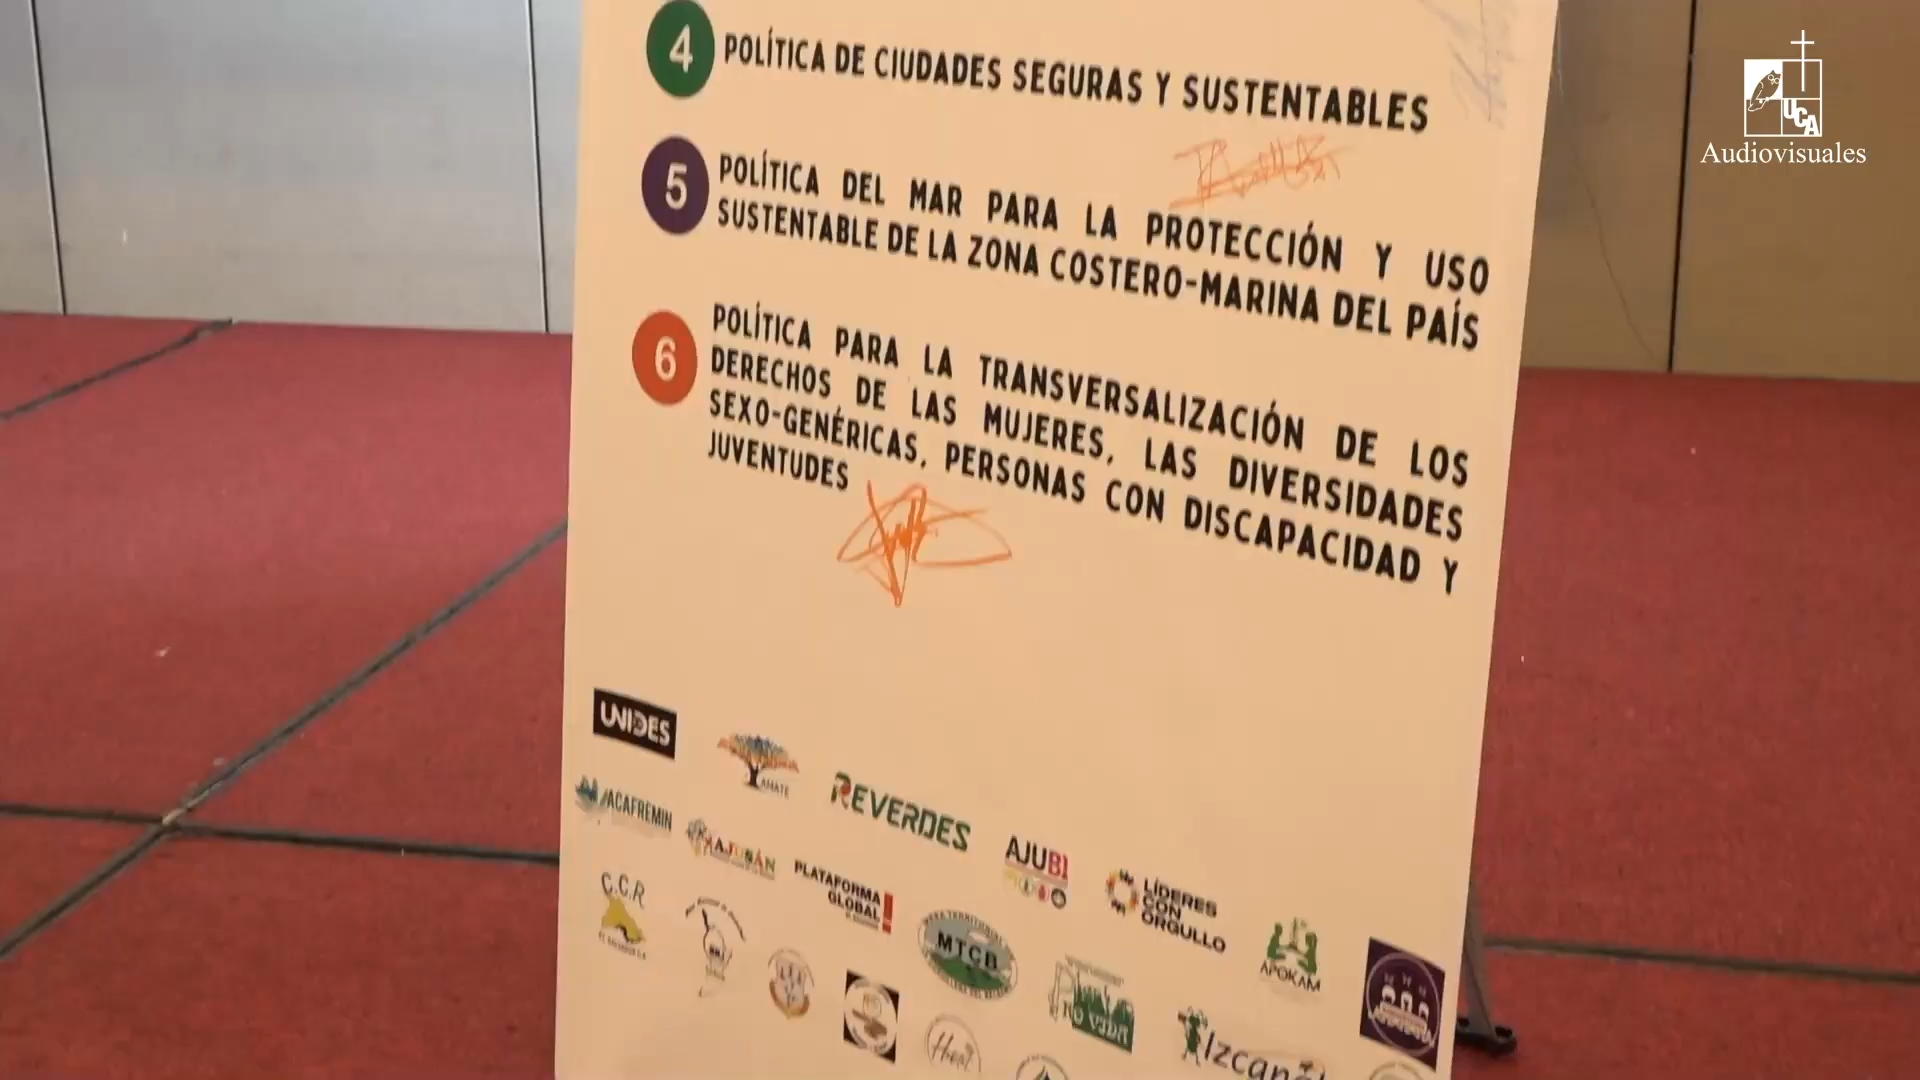 4 POLÍTICA DE CIUDADES SEGURAS Y SUSTENTABLES
5 POLÍTICA DEL MAR PARA LA PROTECCIÓN Y USO
SUSTENTABLE DE LA ZONA COSTERO-MARINA DEL PAÍS
6 POLÍTICA PARA LA TRANSVERSALIZACIÓN DE LOS
DERECHOS DE LAS MUJERES, LAS DIVERSIDADES
SEXO-GENÉRICAS, PERSONAS CON DISCAPACIDAD Y
JUVENTUDES
UNIDES
AMATE
REVERDES
AJUBI
LÍDERES
CON
ORGULLO
APOKAM
ACAFREMIN
AJUSAN
PLATAFORMA
GLOBAL
C.C.R
MTCB
UCA
Audiovisuales